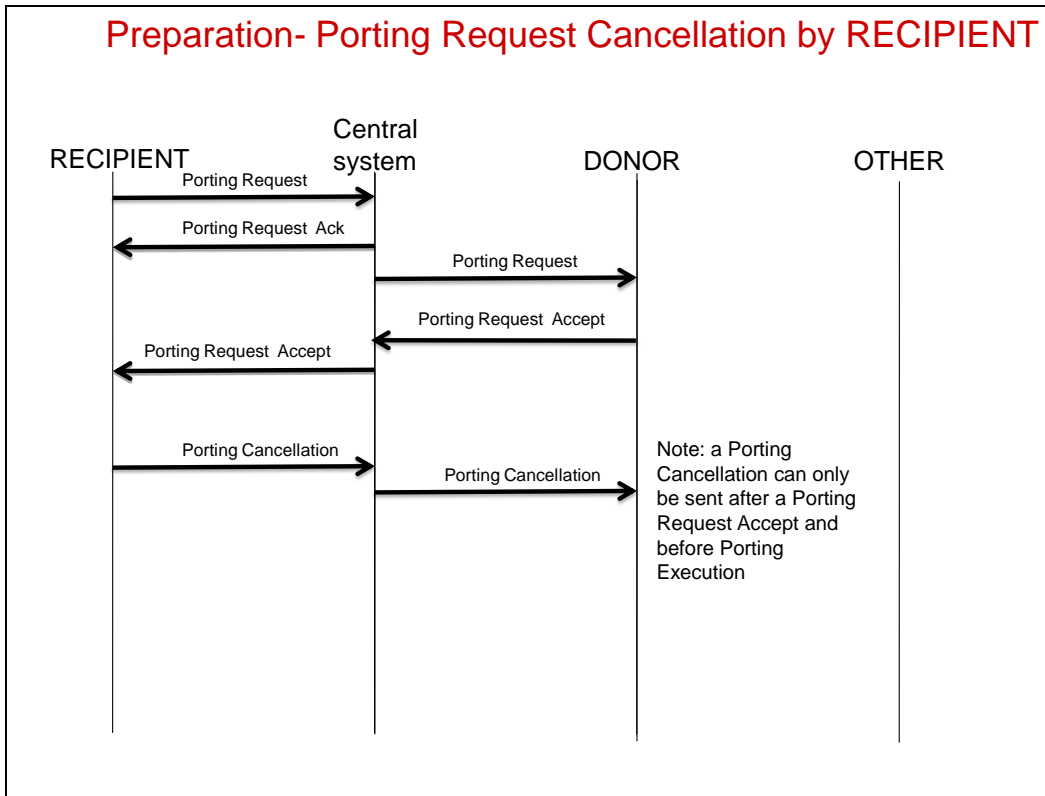 Preparation- Porting Request Cancellation by RECIPIENT
Central
system
RECIPIENT
DONOR
OTHER
Porting Request
Porting Request Ack
Porting Request
Porting Request Accept
Porting Request Accept
Porting Cancellation
Porting Cancellation
Note: a Porting
Cancellation can only
be sent after a Porting
Request Accept and
before Porting
Execution